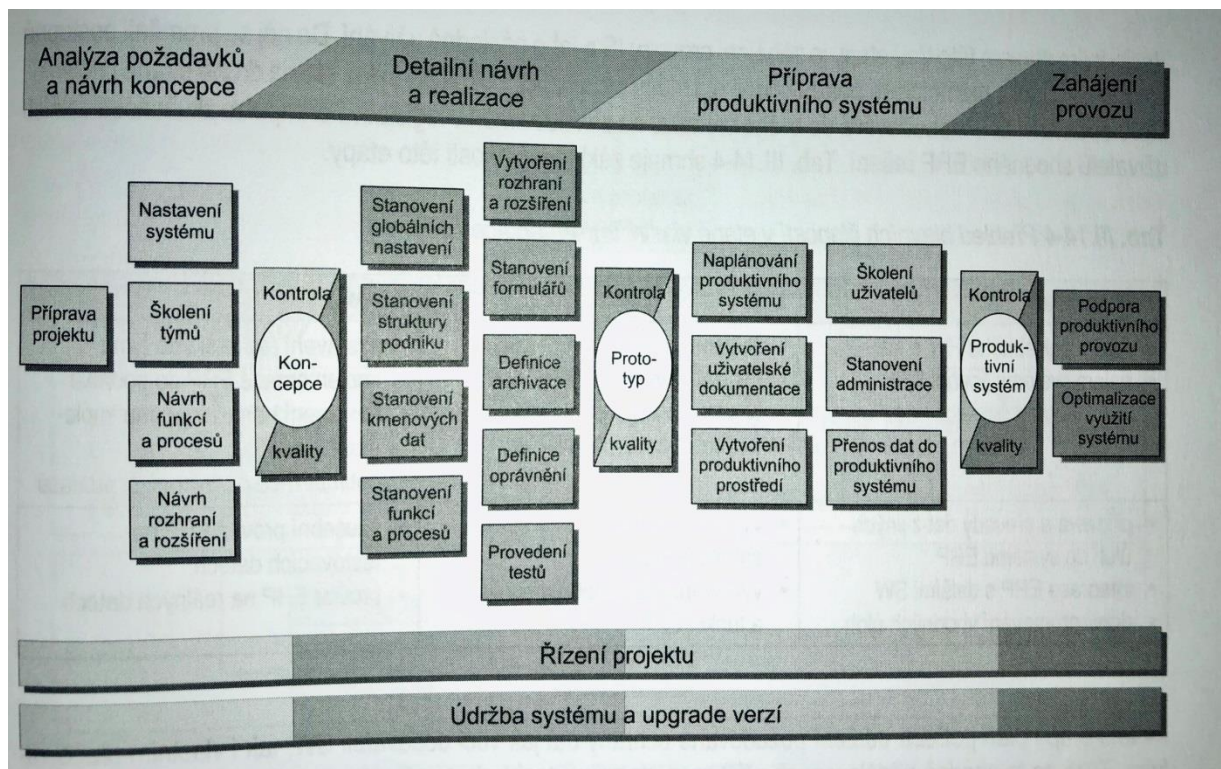 Analýza požadavků
a návrh koncepce
Detailní návrh
a realizace
Příprava
produktivního systému
Zahájení
provozu
Příprava
projektu
Nastavení
systému
Školení
týmů
Návrh
funkcí
a procesů
Návrh
rozhraní
a rozšíření
Kontrola
Kon-
cepce
kvality
Stanovení
globálních
nastavení
Stanovení
struktury
podniku
Stanovení
kmenových
dat
Stanovení
funkcí
a procesů
Vytvoření
rozhraní
a rozšíření
Stanovení
formulářů
Definice
archivace
Definice
oprávnění
Provedení
testů
Kontrola
Proto-
typ
kvality
Naplánování
produktivního
systému
Vytvoření
uživatelské
dokumentace
Vytvoření
produktivního
prostředí
Školení
uživatelů
Stanovení
administrace
Přenos dat do
produktivního
systému
Kontrola
Produk-
tivní
systém
kvality
Podpora
produktivního
provozu
Optimalizace
využití
systému
Řízení projektu
Údržba systému a upgrade verzí